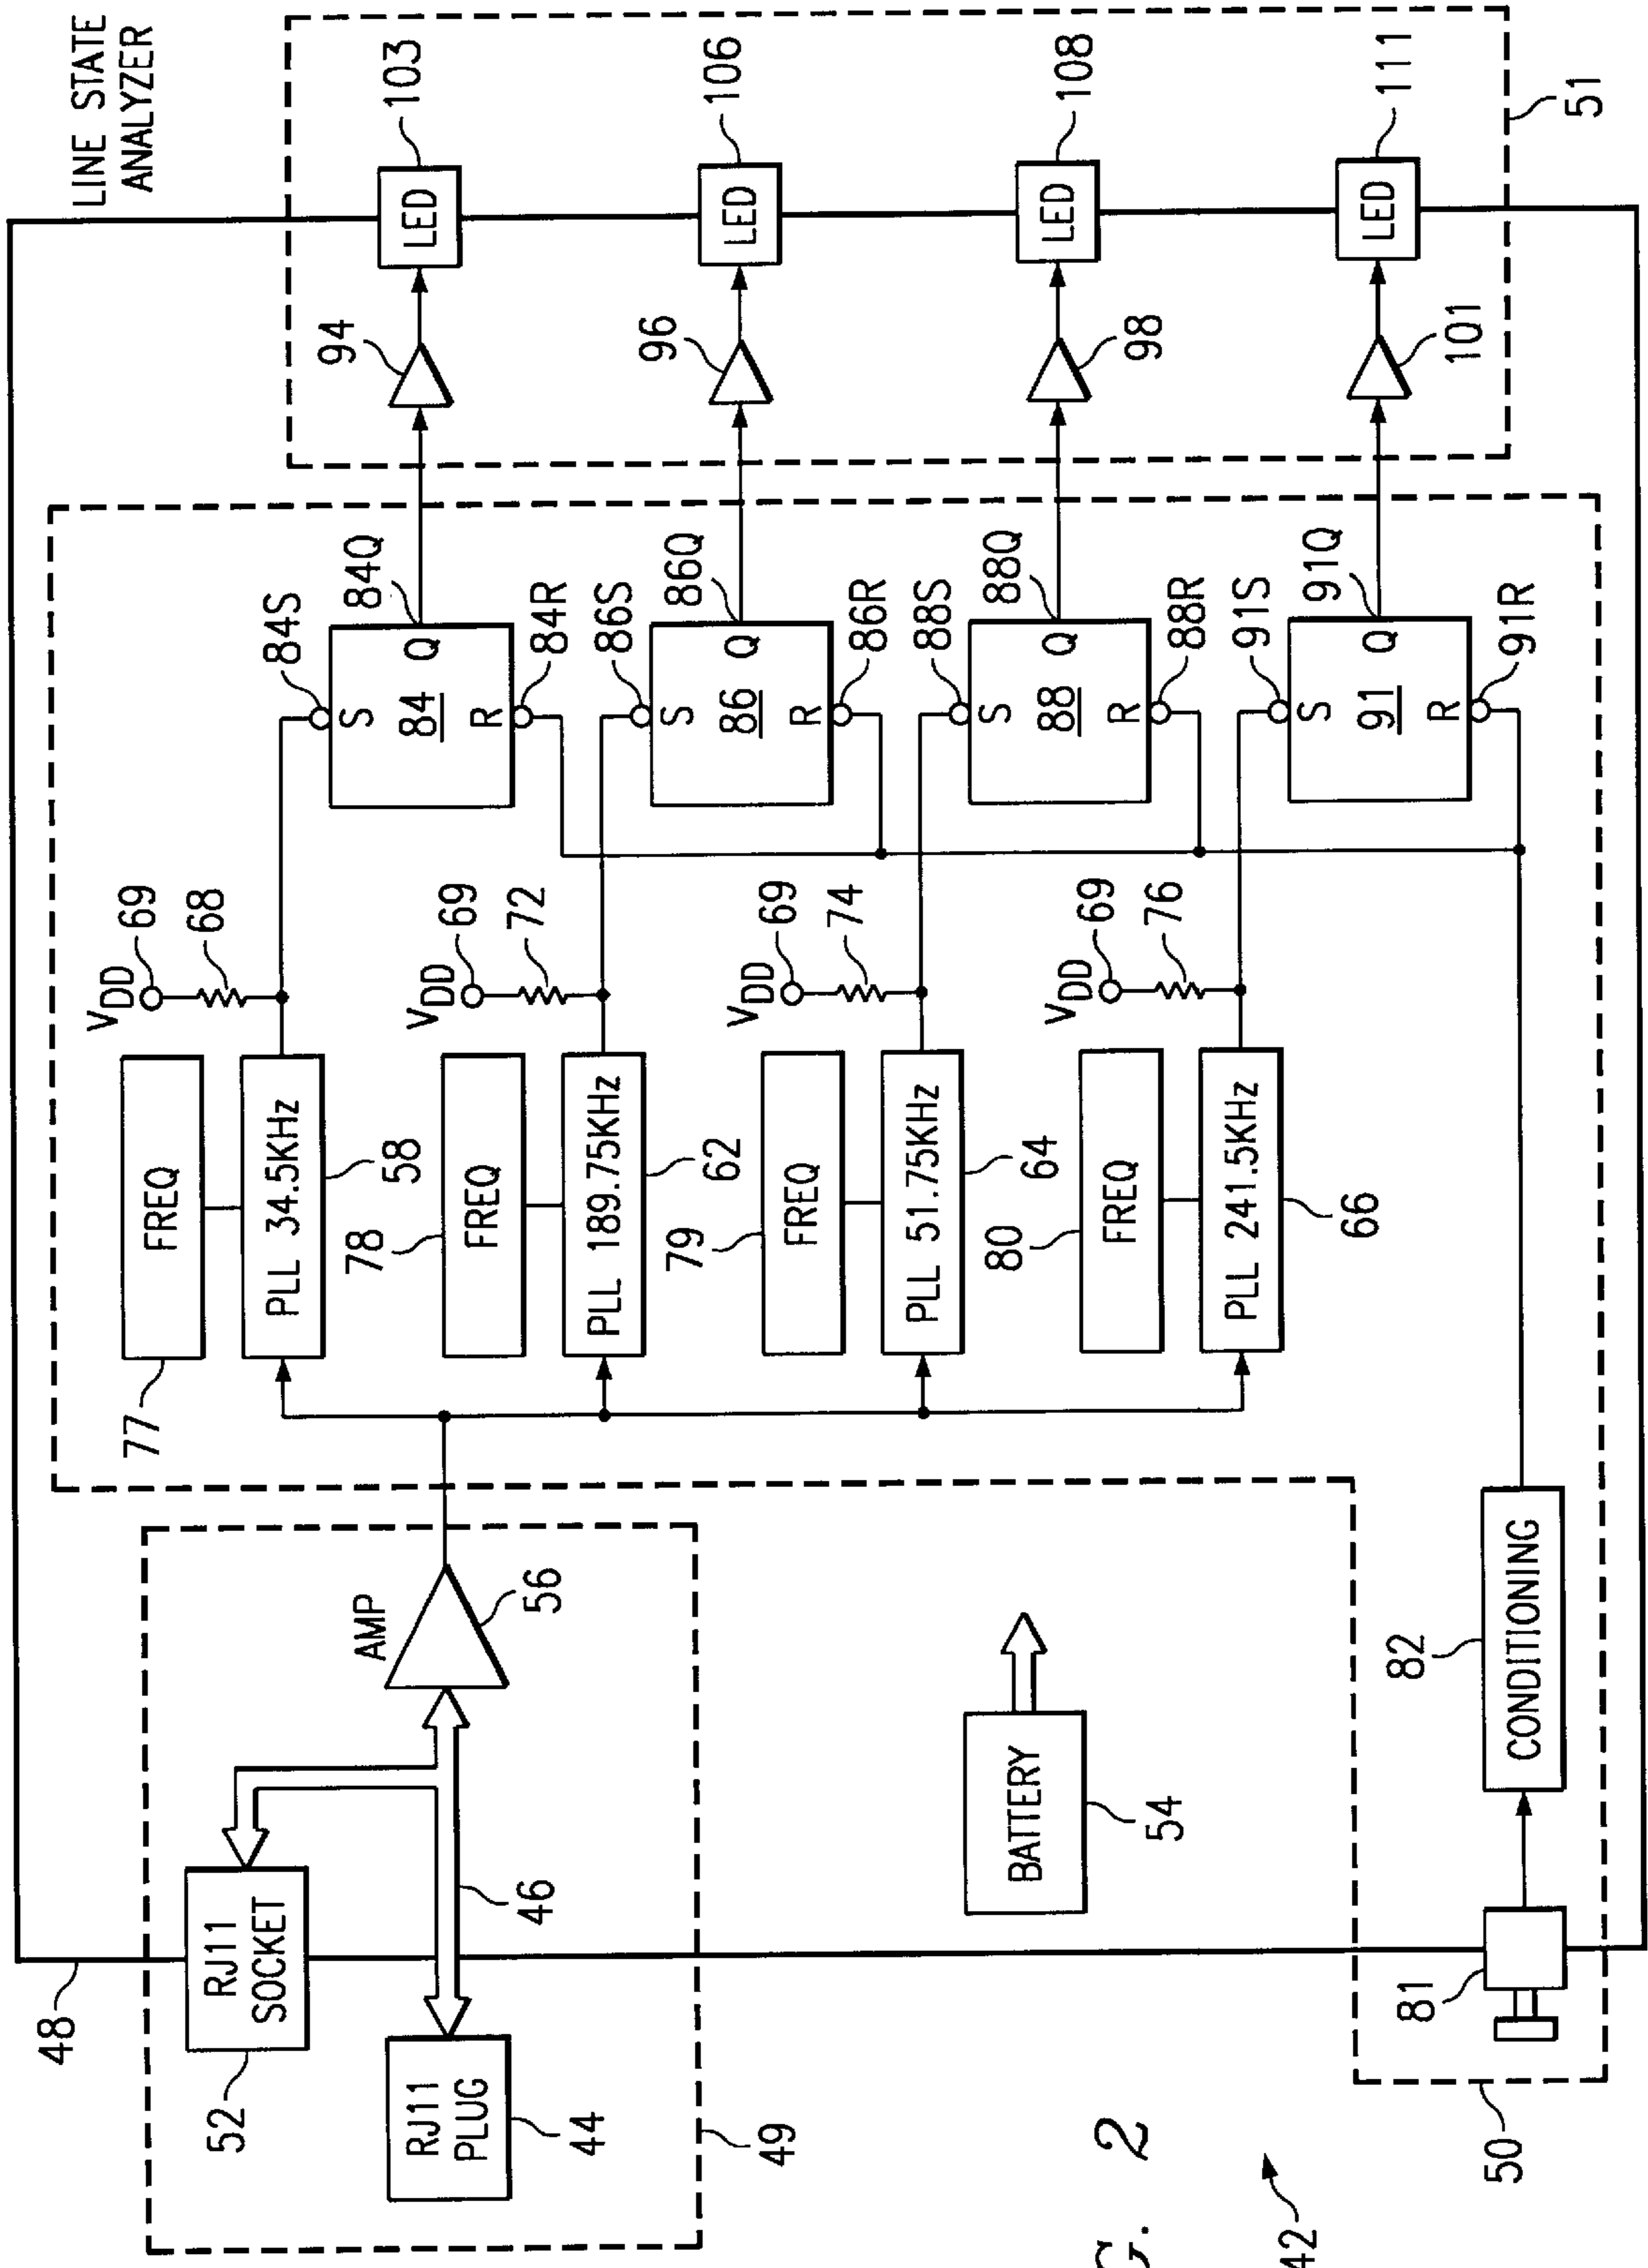 LINE STATE
ANALYZER
48
52
RJ11
SOCKET
RJ11
PLUG
44
46
49
AMP
56
BATTERY
54
81
82
CONDITIONING
50
77
FREQ
PLL 34.5KHz
58
VDD
69
68
78
FREQ
PLL 189.75KHz
62
VDD
69
72
79
FREQ
PLL 51.75KHz
64
VDD
69
74
80
FREQ
PLL 241.5KHz
66
VDD
69
76
84S
S
84
Q
R
84Q
84R
86S
S
86
Q
R
86Q
86R
88S
S
88
Q
R
88Q
88R
91S
S
91
Q
R
91Q
91R
94
LED
103
96
LED
106
98
LED
108
101
LED
111
51
G. 2
42